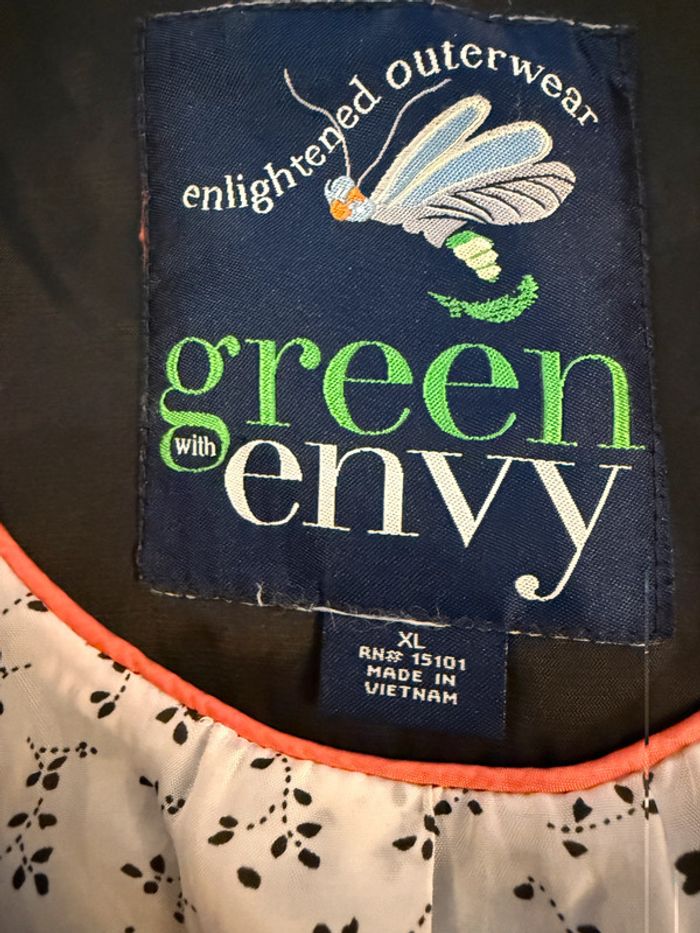 enlightened outerwear
green
with envy
XL
RN# 15101
MADE IN
VIETNAM